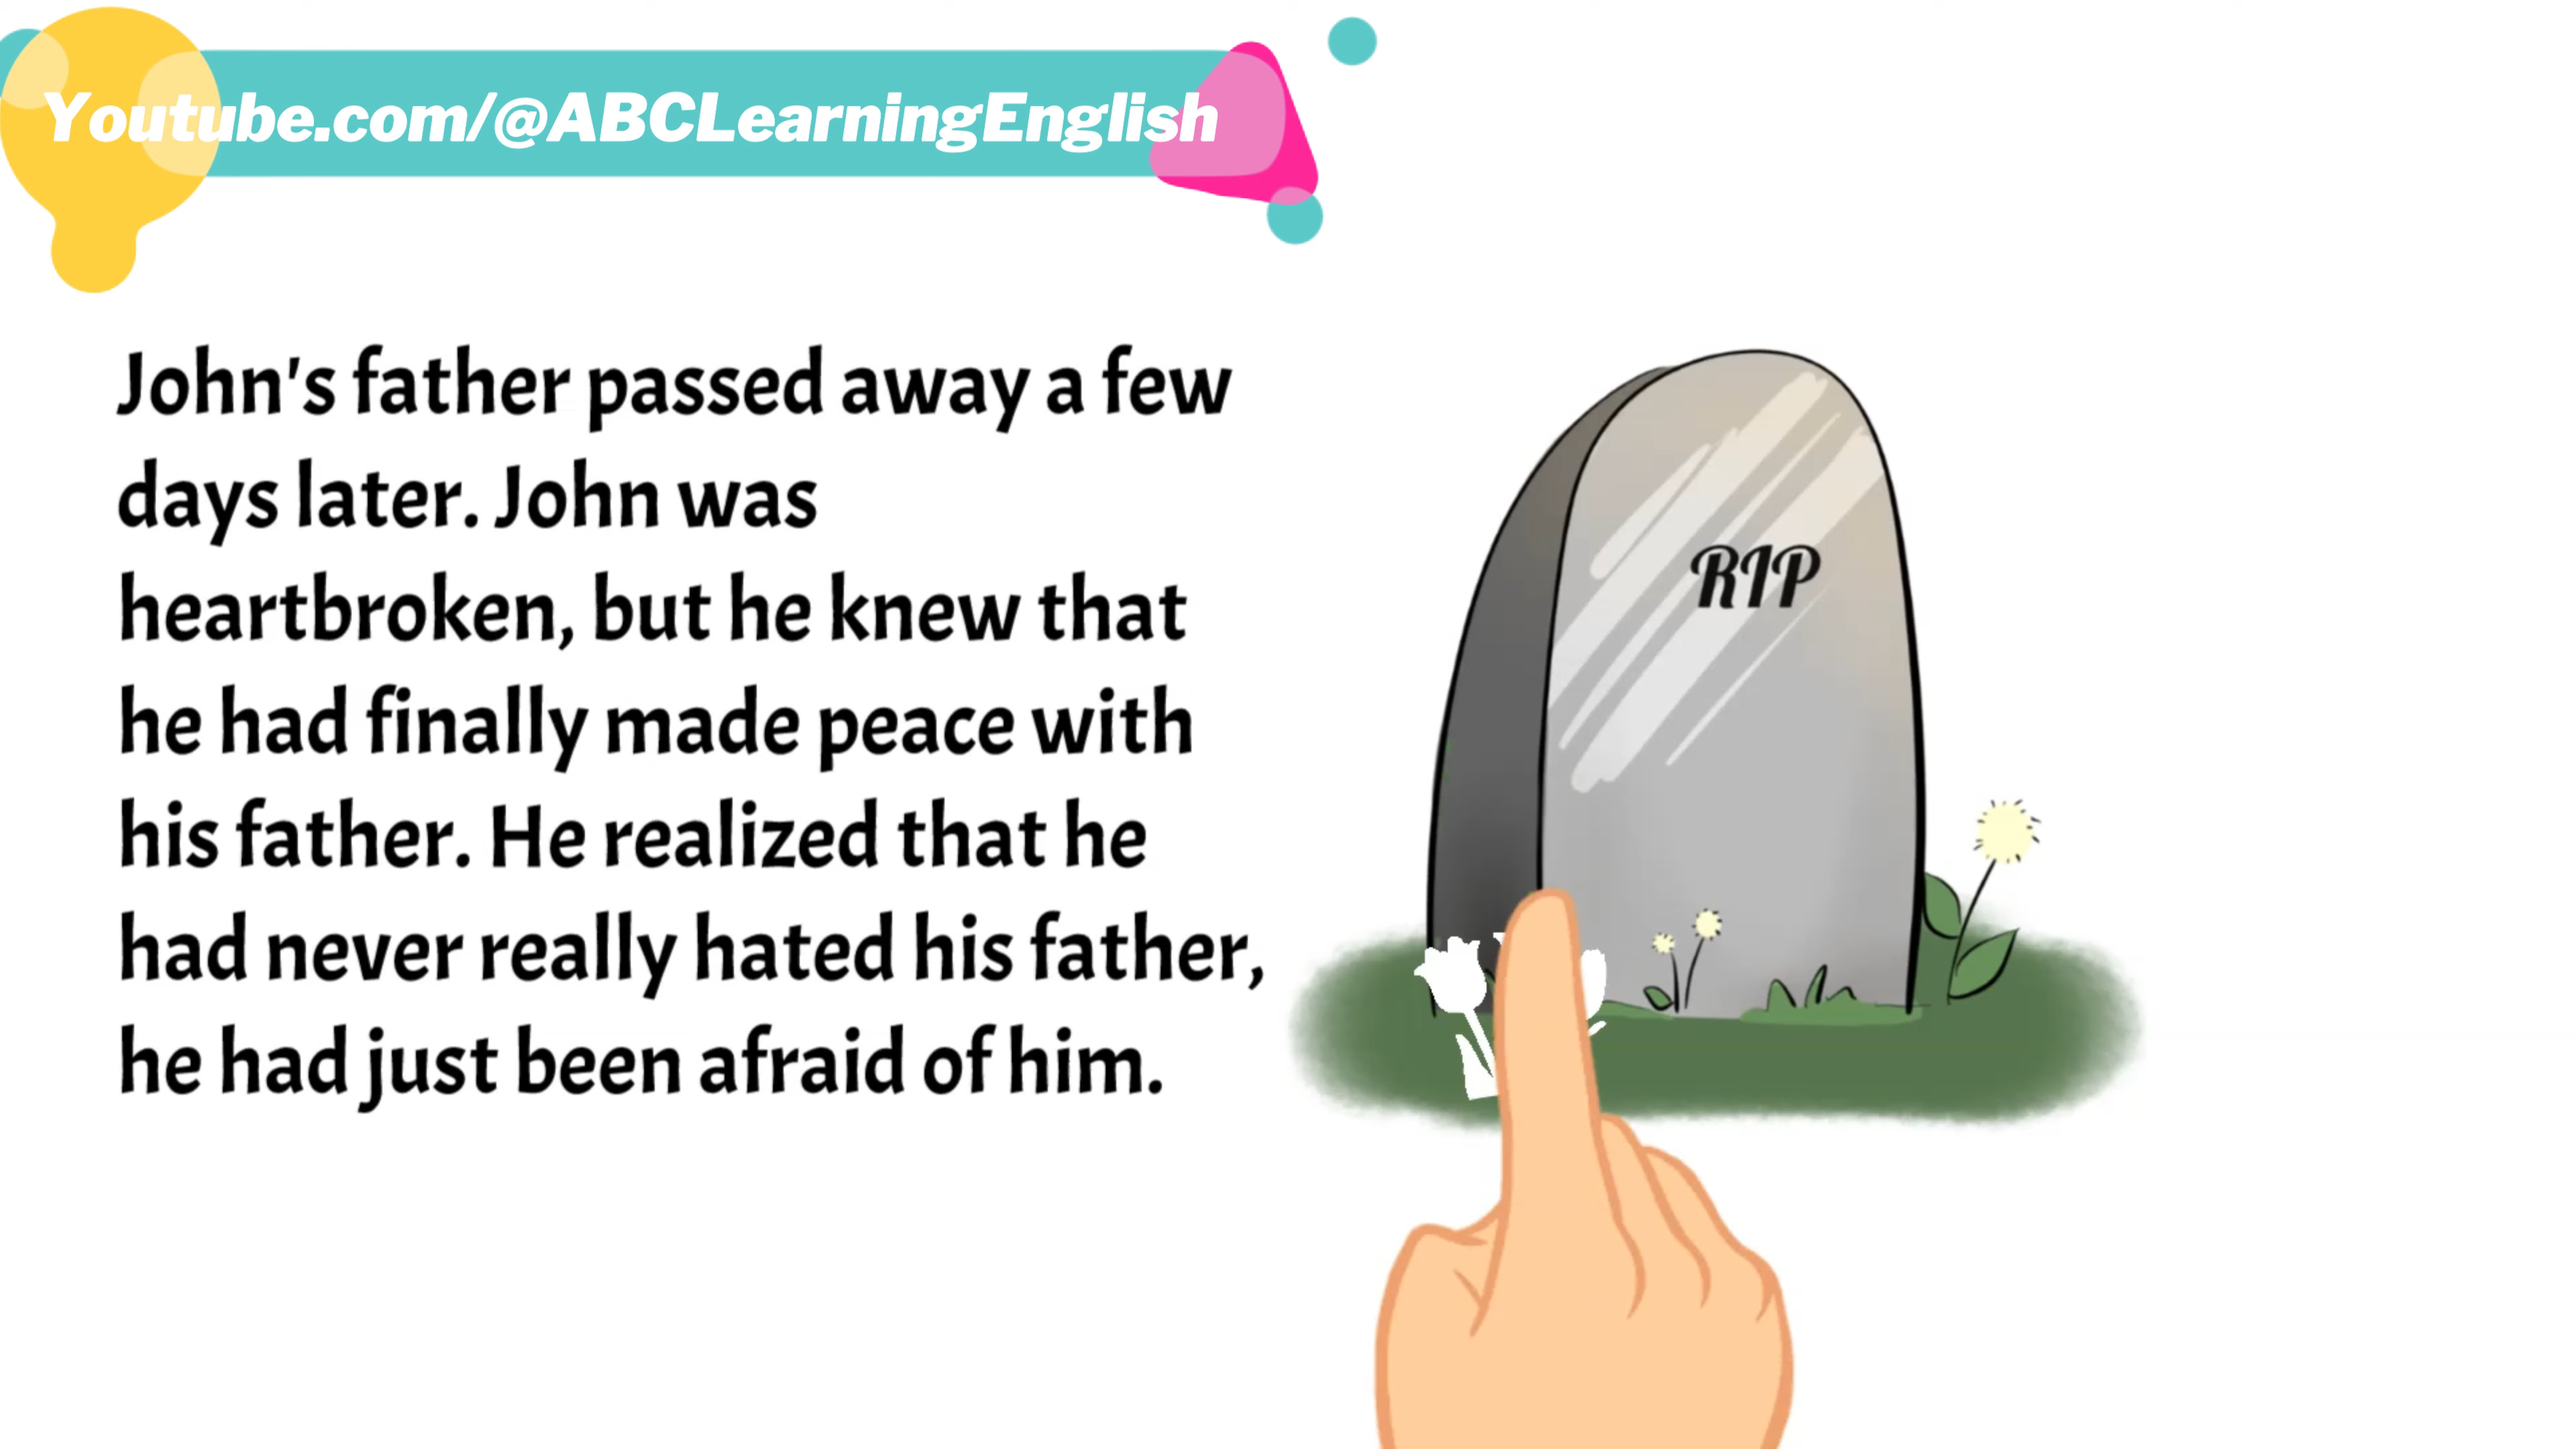 Youtube.com/@ABCLearningEnglish
John's father passed away a few
days later. John was
heartbroken, but he knew that
he had finally made peace with
his father. He realized that he
had never really hated his father,
he had just been afraid of him.
RIP